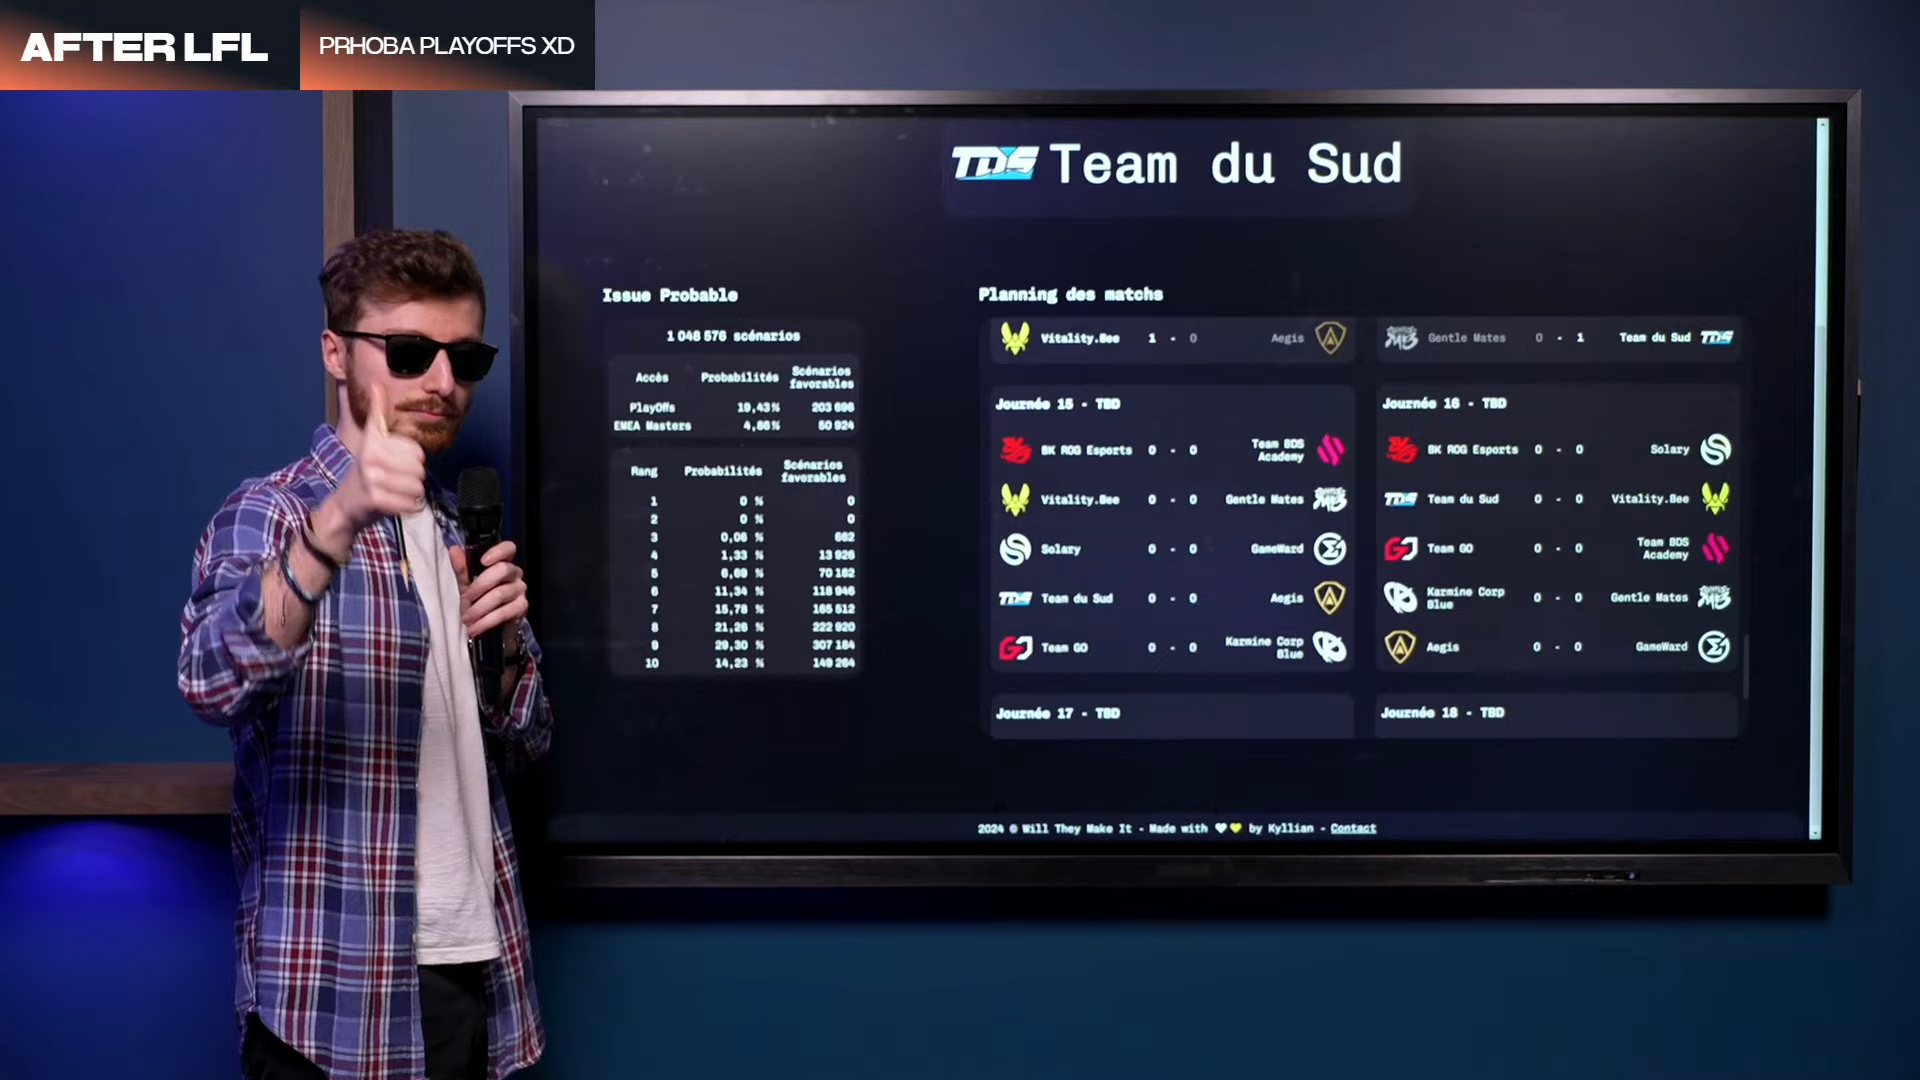 AFTER LFL
PRHOBA PLAYOFFS XD
TDS Team du Sud
Issue Probable
1 048 576 scénarios
Accès Probabilités Scénarios favorables
PlayOffs 19,43% 203 696
EMEA Masters 4,86% 50 924
Rang Probabilités Scénarios favorables
1 0 % 0
2 0 % 0
3 0,06 % 662
4 1,33 % 13 926
5 6,69 % 70 162
6 11,34 % 118 946
7 15,78 % 165 512
8 21,26 % 222 920
9 29,30 % 307 184
10 14,23 % 149 264
Planning des matchs
Vitality.Bee 1 - 0 Aegis
Gentle Mates 0 - 1 Team du Sud TDS
Journée 15 - TBD
BK ROG Esports 0 - 0 Team BDS Academy
Vitality.Bee 0 - 0 Gentle Mates
Solary 0 - 0 GameWard
TDS Team du Sud 0 - 0 Aegis
Team GO 0 - 0 Karmine Corp Blue
Journée 16 - TBD
BK ROG Esports 0 - 0 Solary
TDS Team du Sud 0 - 0 Vitality.Bee
Team GO 0 - 0 Team BDS Academy
Karmine Corp Blue 0 - 0 Gentle Mates
Aegis 0 - 0 GameWard
Journée 17 - TBD
Journée 18 - TBD
2024 © Will They Make It - Made with 🤍💛 by Kyllian - Contact